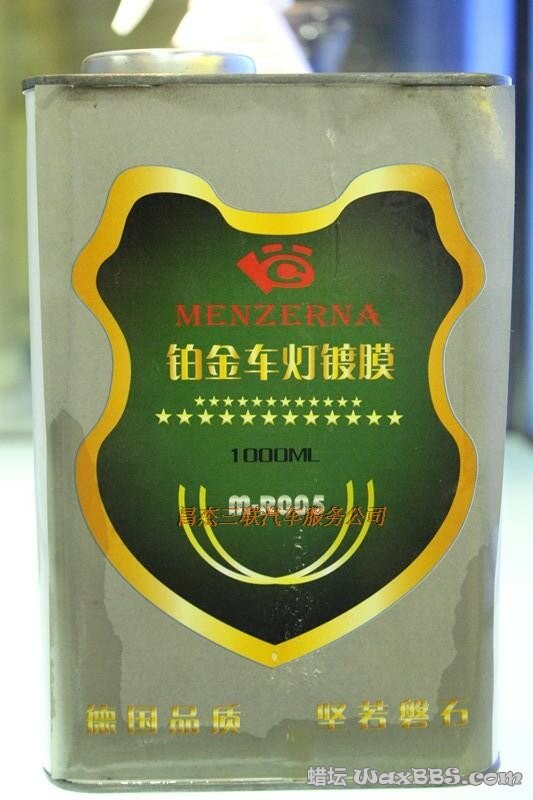 MENZERNA
铂金车灯镀膜
1000ML
M-R005
昌杰三联汽车服务公司
德国品质 坚若磐石
蜡坛 WaxBBS.com